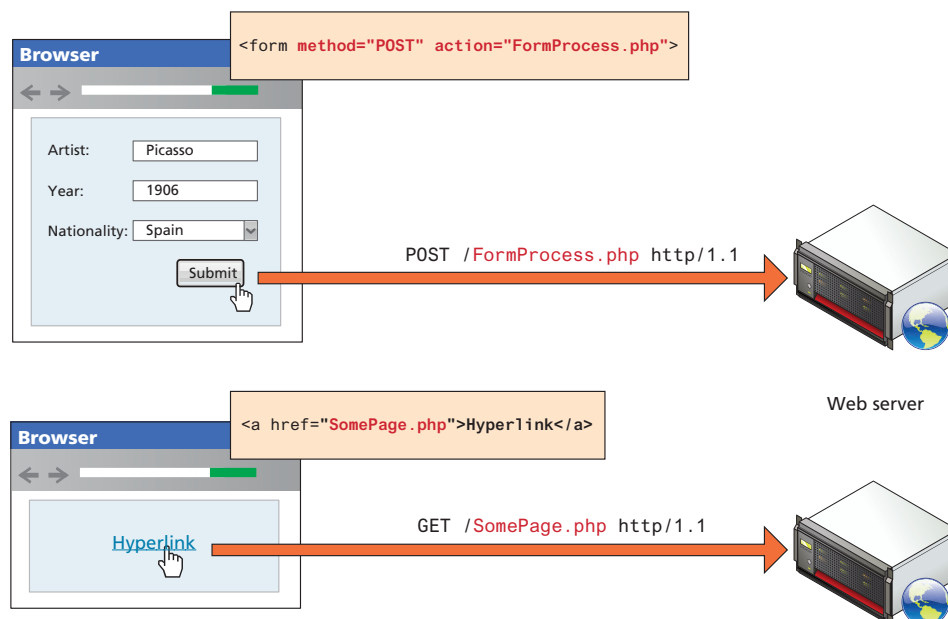 <form method="POST" action="FormProcess.php">
Browser
Artist: Picasso
Year: 1906
Nationality: Spain
Submit
POST /FormProcess.php http/1.1
Web server
<a href="SomePage.php">Hyperlink</a>
Browser
Hyperlink
GET /SomePage.php http/1.1